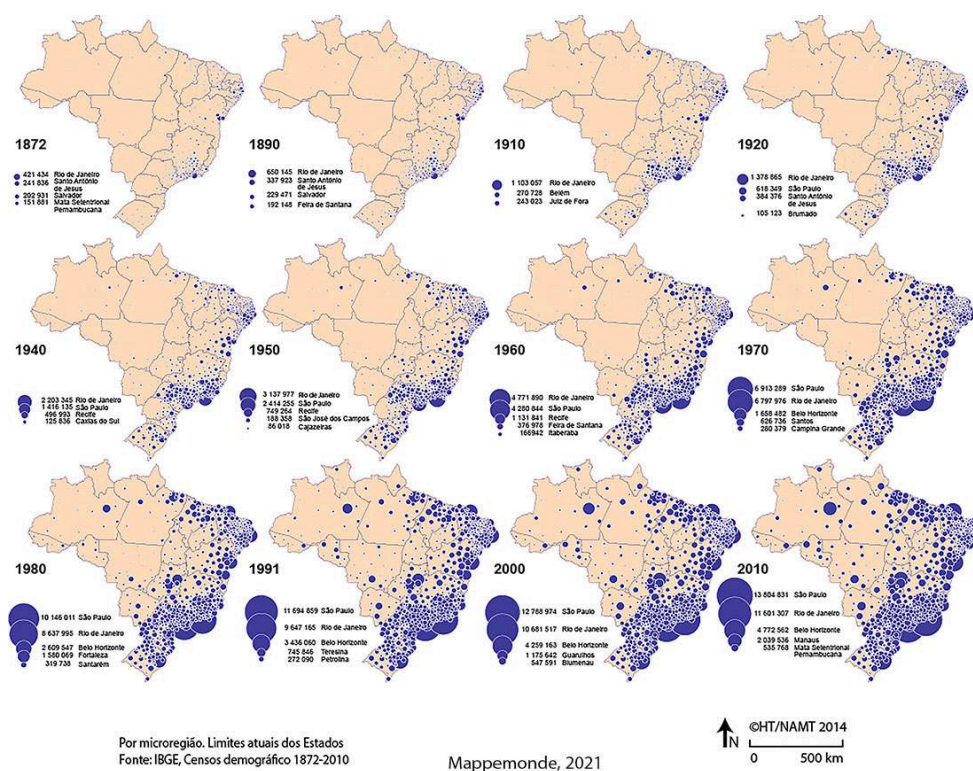 1872
421 434 Rio de Janeiro
241 836 Santo Antônio
de Jesus
202 931 Salvador
151 881 Mata Setentrional
Pernambucana
1890
650 145 Rio de Janeiro
337 923 Santo Antônio
de Jesus
229 471 Salvador
192 148 Feira de Santana
1910
1 103 057 Rio de Janeiro
270 728 Belém
243 023 Juiz de Fora
1920
1 378 865 Rio de Janeiro
618 349 São Paulo
384 376 Santo Antônio
de Jesus
105 123 Brumado
1940
2 203 345 Rio de Janeiro
1 416 135 São Paulo
496 993 Recife
125 836 Caxias do Sul
1950
3 137 977 Rio de Janeiro
2 414 255 São Paulo
749 264 Recife
188 358 São José dos Campos
86 018 Cajazeiras
1960
4 771 890 Rio de Janeiro
4 280 844 São Paulo
1 131 841 Recife
376 978 Feira de Santana
166942 Itaberaba
1970
6 913 289 São Paulo
6 797 976 Rio de Janeiro
1 658 482 Belo Horizonte
626 736 Santos
280 379 Campina Grande
1980
10 146 011 São Paulo
8 637 995 Rio de Janeiro
2 609 547 Belo Horizonte
1 580 069 Fortaleza
319 738 Santarém
1991
11 694 859 São Paulo
9 647 165 Rio de Janeiro
3 436 060 Belo Horizonte
745 846 Teresina
272 090 Petrolina
2000
12 788 974 São Paulo
10 681 517 Rio de Janeiro
4 259 163 Belo Horizonte
1 175 642 Guarulhos
547 591 Blumenau
2010
13 804 831 São Paulo
11 601 307 Rio de Janeiro
4 772 562 Belo Horizonte
2 039 536 Manaus
535 768 Mata Setentrional
Pernambucana
Por microregião. Limites atuais dos Estados
Fonte: IBGE, Censos demográfico 1872-2010
Mappemonde, 2021
N
©HT/NAMT 2014
0 500 km